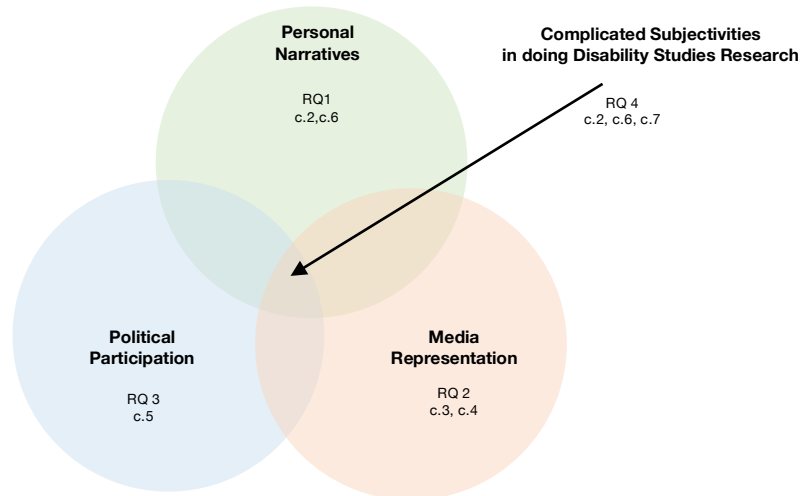 Personal
Narratives
RQ1
c.2,c.6
Complicated Subjectivities
in doing Disability Studies Research
RQ 4
c.2, c.6, c.7
Political
Participation
RQ 3
c.5
Media
Representation
RQ 2
c.3, c.4